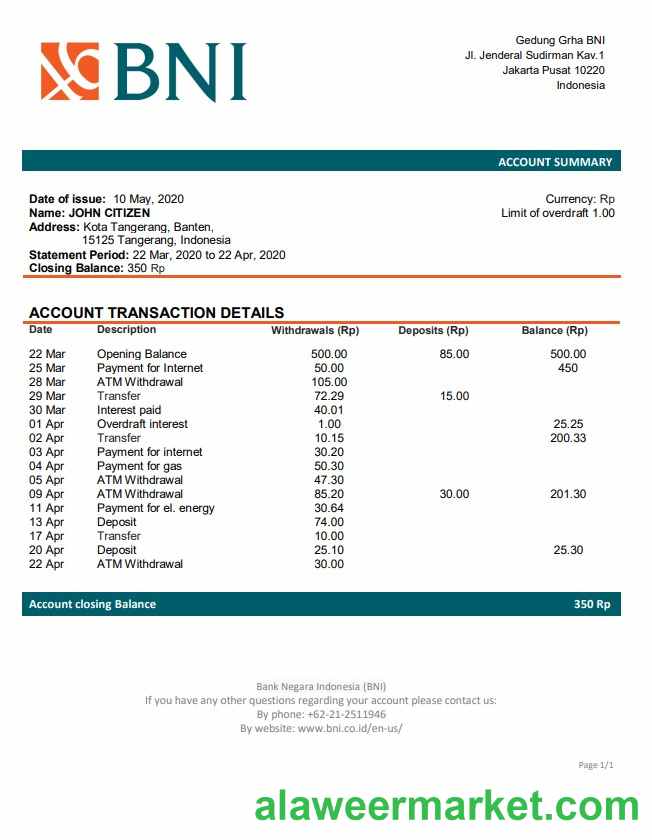 BNI
Gedung Grha BNI
Jl. Jenderal Sudirman Kav.1
Jakarta Pusat 10220
Indonesia
ACCOUNT SUMMARY
Date of issue: 10 May, 2020
Currency: Rp
Name: JOHN CITIZEN
Limit of overdraft 1.00
Address: Kota Tangerang, Banten,
15125 Tangerang, Indonesia
Statement Period: 22 Mar, 2020 to 22 Apr, 2020
Closing Balance: 350 Rp
ACCOUNT TRANSACTION DETAILS
Date Description Withdrawals (Rp) Deposits (Rp) Balance (Rp)
22 Mar Opening Balance 500.00 85.00 500.00
25 Mar Payment for Internet 50.00 450
28 Mar ATM Withdrawal 105.00
29 Mar Transfer 72.29 15.00
30 Mar Interest paid 40.01
01 Apr Overdraft interest 1.00 25.25
02 Apr Transfer 10.15 200.33
03 Apr Payment for internet 30.20
04 Apr Payment for gas 50.30
05 Apr ATM Withdrawal 47.30
09 Apr ATM Withdrawal 85.20 30.00 201.30
11 Apr Payment for el. energy 30.64
13 Apr Deposit 74.00
17 Apr Transfer 10.00
20 Apr Deposit 25.10 25.30
22 Apr ATM Withdrawal 30.00
Account closing Balance 350 Rp
Bank Negara Indonesia (BNI)
If you have any other questions regarding your account please contact us:
By phone: +62-21-2511946
By website: www.bni.co.id/en-us/
Page 1/1
alaweermarket.com